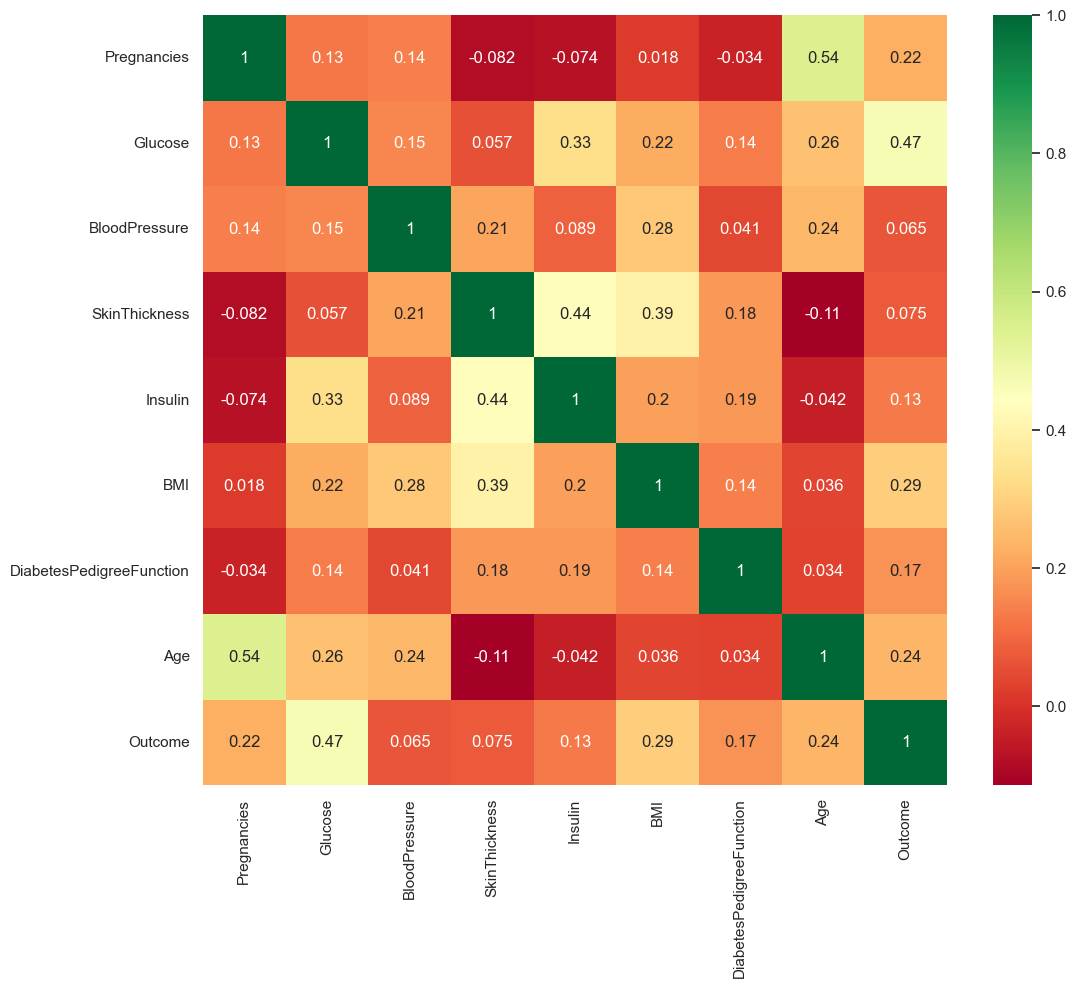 Pregnancies 1 0.13 0.14 -0.082 -0.074 0.018 -0.034 0.54 0.22
Glucose 0.13 1 0.15 0.057 0.33 0.22 0.14 0.26 0.47
BloodPressure 0.14 0.15 1 0.21 0.089 0.28 0.041 0.24 0.065
SkinThickness -0.082 0.057 0.21 1 0.44 0.39 0.18 -0.11 0.075
Insulin -0.074 0.33 0.089 0.44 1 0.2 0.19 -0.042 0.13
BMI 0.018 0.22 0.28 0.39 0.2 1 0.14 0.036 0.29
DiabetesPedigreeFunction -0.034 0.14 0.041 0.18 0.19 0.14 1 0.034 0.17
Age 0.54 0.26 0.24 -0.11 -0.042 0.036 0.034 1 0.24
Outcome 0.22 0.47 0.065 0.075 0.13 0.29 0.17 0.24 1
Pregnancies
Glucose
BloodPressure
SkinThickness
Insulin
BMI
DiabetesPedigreeFunction
Age
Outcome
1.0
0.8
0.6
0.4
0.2
0.0